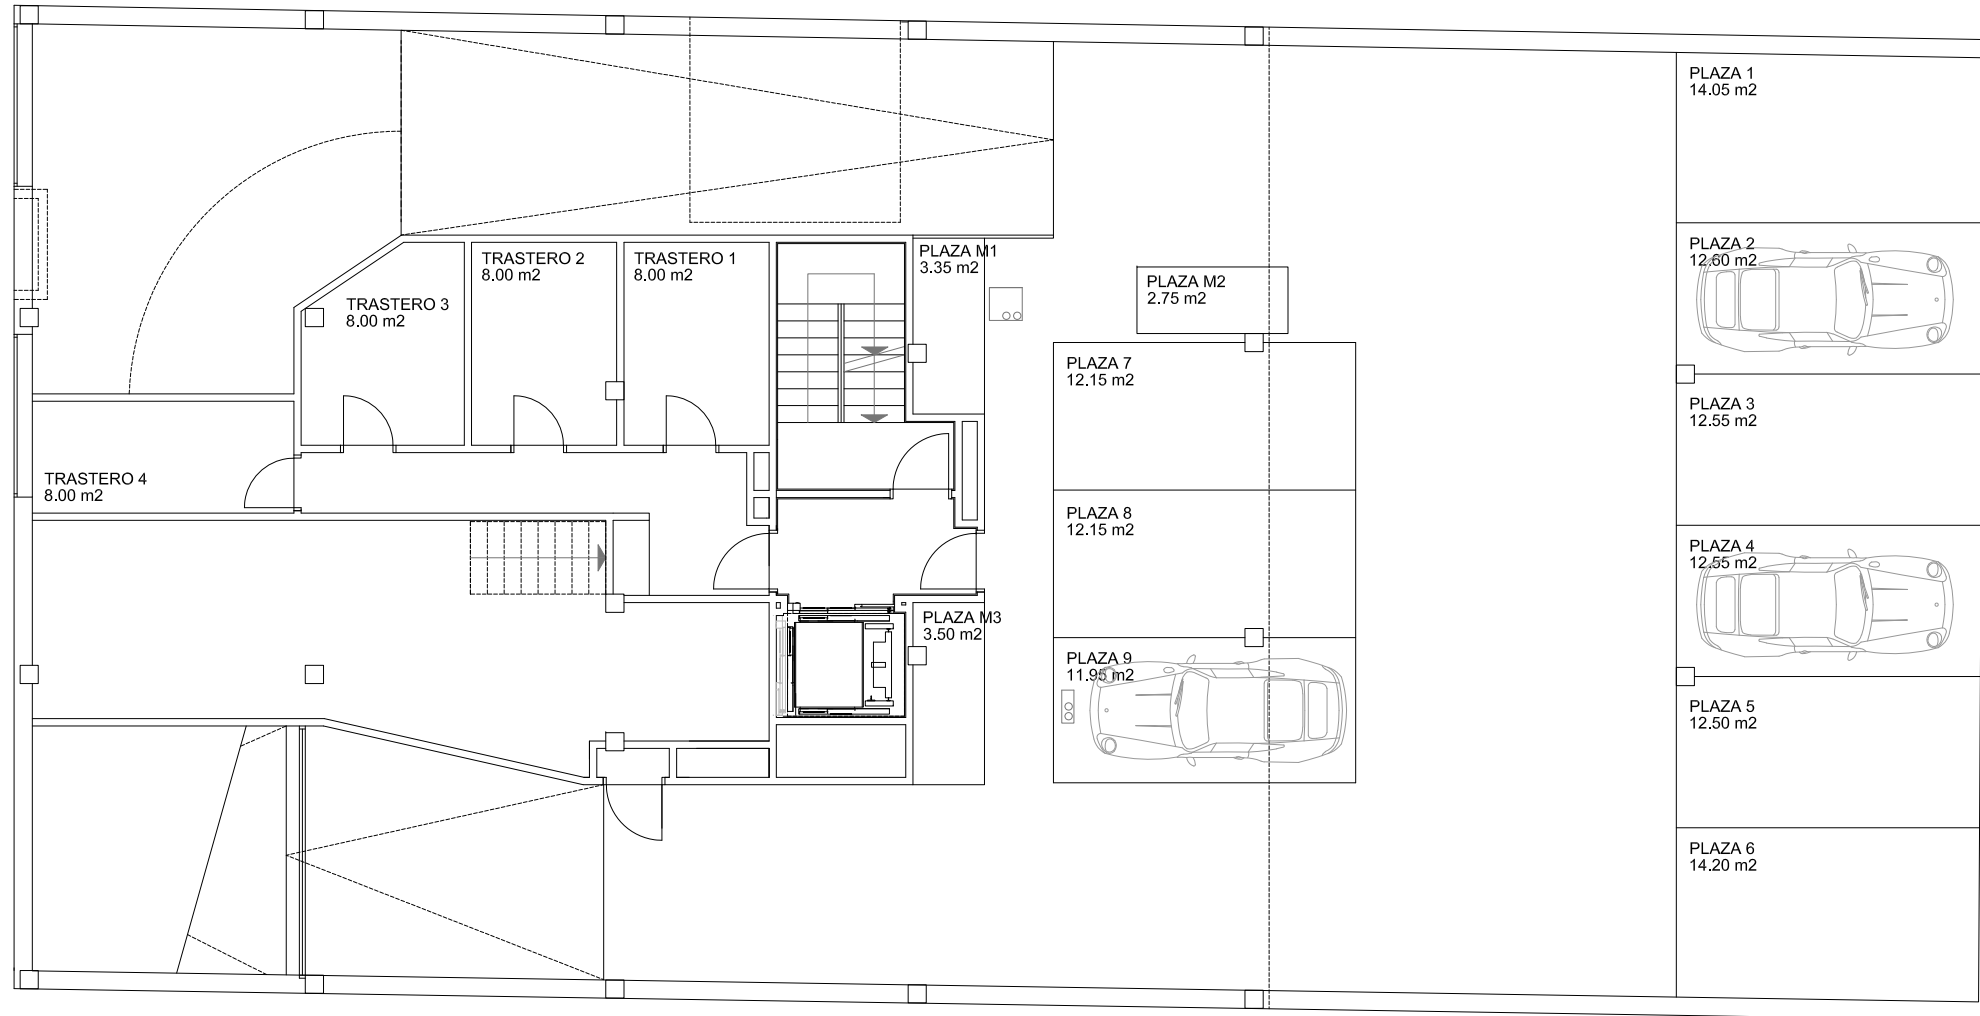 PLAZA 1
14.05 m2
PLAZA 2
12.60 m2
PLAZA M1
3.35 m2
TRASTERO 2
8.00 m2
TRASTERO 1
8.00 m2
PLAZA M2
2.75 m2
TRASTERO 3
8.00 m2
PLAZA 7
12.15 m2
PLAZA 3
12.55 m2
TRASTERO 4
8.00 m2
PLAZA 8
12.15 m2
PLAZA 4
12.55 m2
PLAZA M3
3.50 m2
PLAZA 9
11.95 m2
PLAZA 5
12.50 m2
PLAZA 6
14.20 m2